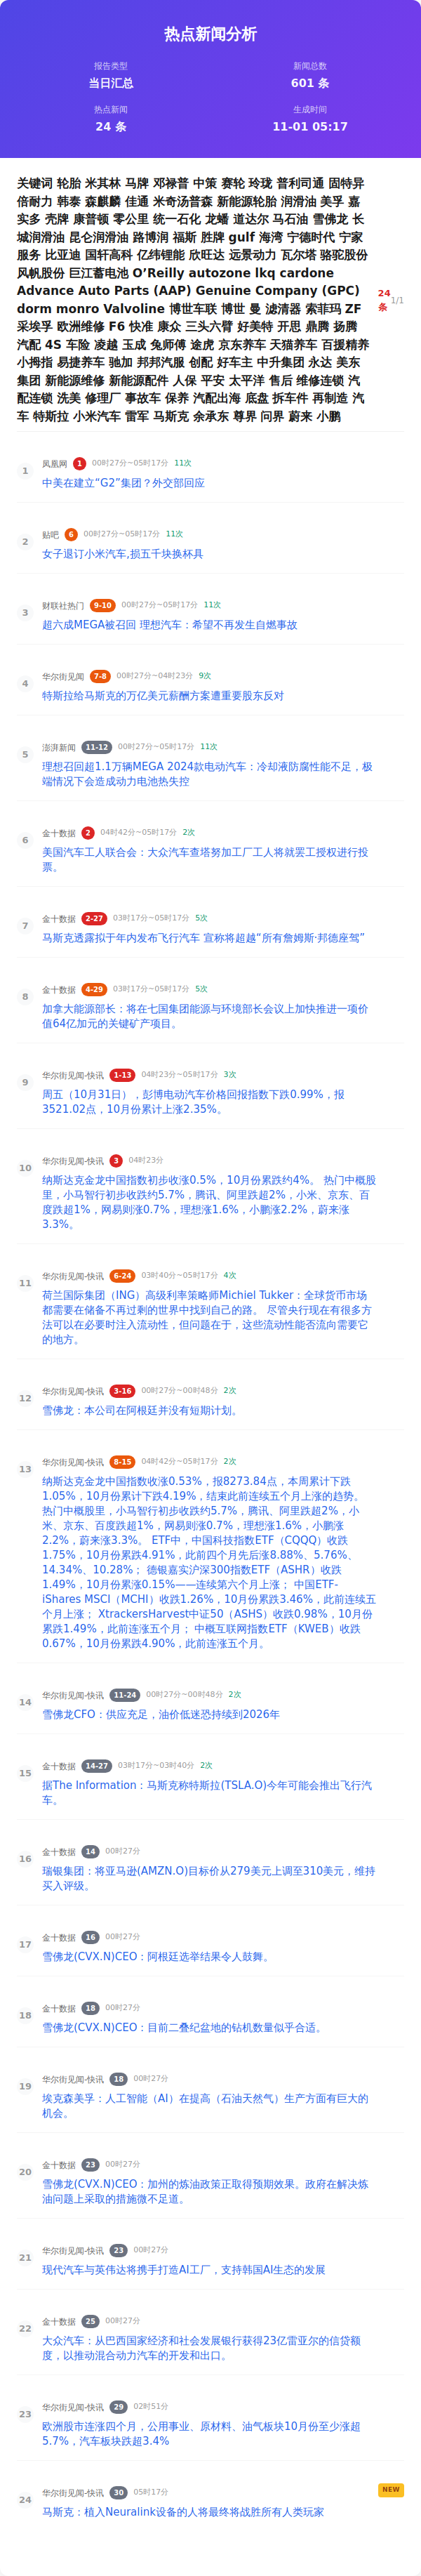 热点新闻分析
报告类型
当日汇总
新闻总数
601 条
热点新闻
24 条
生成时间
11-01 05:17
关键词 轮胎 米其林 马牌 邓禄普 中策 赛轮 玲珑 普利司通 固特异
倍耐力 韩泰 森麒麟 佳通 米奇汤普森 新能源轮胎 润滑油 美孚 嘉
实多 壳牌 康普顿 零公里 统一石化 龙蟠 道达尔 马石油 雪佛龙 长
城润滑油 昆仑润滑油 路博润 福斯 胜牌 gulf 海湾 宁德时代 宁家
服务 比亚迪 国轩高科 亿纬锂能 欣旺达 远景动力 瓦尔塔 骆驼股份
风帆股份 巨江蓄电池 O’Reilly autozone lkq cardone
Advance Auto Parts (AAP) Genuine Company (GPC)
dorm monro Valvoline 博世车联 博世 曼 滤清器 索菲玛 ZF
采埃孚 欧洲维修 F6 快准 康众 三头六臂 好美特 开思 鼎腾 扬腾
汽配 4S 车险 凌越 玉成 兔师傅 途虎 京东养车 天猫养车 百援精养
小拇指 易捷养车 驰加 邦邦汽服 创配 好车主 中升集团 永达 美东
集团 新能源维修 新能源配件 人保 平安 太平洋 售后 维修连锁 汽
配连锁 洗美 修理厂 事故车 保养 汽配出海 底盘 拆车件 再制造 汽
车 特斯拉 小米汽车 雷军 马斯克 余承东 尊界 问界 蔚来 小鹏
24
条
1/1
1
凤凰网 1 00时27分~05时17分 11次
中美在建立“G2”集团？外交部回应
2
贴吧 6 00时27分~05时17分 11次
女子退订小米汽车,损五千块换杯具
3
财联社热门 9-10 00时27分~05时17分 11次
超六成MEGA被召回 理想汽车：希望不再发生自燃事故
4
华尔街见闻 7-8 00时27分~04时23分 9次
特斯拉给马斯克的万亿美元薪酬方案遭重要股东反对
5
澎湃新闻 11-12 00时27分~05时17分 11次
理想召回超1.1万辆MEGA 2024款电动汽车：冷却液防腐性能不足，极
端情况下会造成动力电池热失控
6
金十数据 2 04时42分~05时17分 2次
美国汽车工人联合会：大众汽车查塔努加工厂工人将就罢工授权进行投
票。
7
金十数据 2-27 03时17分~05时17分 5次
马斯克透露拟于年内发布飞行汽车 宣称将超越“所有詹姆斯·邦德座驾”
8
金十数据 4-29 03时17分~05时17分 5次
加拿大能源部长：将在七国集团能源与环境部长会议上加快推进一项价
值64亿加元的关键矿产项目。
9
华尔街见闻-快讯 1-13 04时23分~05时17分 3次
周五（10月31日），彭博电动汽车价格回报指数下跌0.99%，报
3521.02点，10月份累计上涨2.35%。
10
华尔街见闻-快讯 3 04时23分
纳斯达克金龙中国指数初步收涨0.5%，10月份累跌约4%。 热门中概股
里，小马智行初步收跌约5.7%，腾讯、阿里跌超2%，小米、京东、百
度跌超1%，网易则涨0.7%，理想涨1.6%，小鹏涨2.2%，蔚来涨
3.3%。
11
华尔街见闻-快讯 6-24 03时40分~05时17分 4次
荷兰国际集团（ING）高级利率策略师Michiel Tukker：全球货币市场
都需要在储备不再过剩的世界中找到自己的路。 尽管央行现在有很多方
法可以在必要时注入流动性，但问题在于，这些流动性能否流向需要它
的地方。
12
华尔街见闻-快讯 3-16 00时27分~00时48分 2次
雪佛龙：本公司在阿根廷并没有短期计划。
13
华尔街见闻-快讯 8-15 04时42分~05时17分 2次
纳斯达克金龙中国指数收涨0.53%，报8273.84点，本周累计下跌
1.05%，10月份累计下跌4.19%，结束此前连续五个月上涨的趋势。
热门中概股里，小马智行初步收跌约5.7%，腾讯、阿里跌超2%，小
米、京东、百度跌超1%，网易则涨0.7%，理想涨1.6%，小鹏涨
2.2%，蔚来涨3.3%。 ETF中，中国科技指数ETF（CQQQ）收跌
1.75%，10月份累跌4.91%，此前四个月先后涨8.88%、5.76%、
14.34%、10.28%； 德银嘉实沪深300指数ETF（ASHR）收跌
1.49%，10月份累涨0.15%——连续第六个月上涨； 中国ETF-
iShares MSCI（MCHI）收跌1.26%，10月份累跌3.46%，此前连续五
个月上涨； XtrackersHarvest中证50（ASHS）收跌0.98%，10月份
累跌1.49%，此前连涨五个月； 中概互联网指数ETF（KWEB）收跌
0.67%，10月份累跌4.90%，此前连涨五个月。
14
华尔街见闻-快讯 11-24 00时27分~00时48分 2次
雪佛龙CFO：供应充足，油价低迷恐持续到2026年
15
金十数据 14-27 03时17分~03时40分 2次
据The Information：马斯克称特斯拉(TSLA.O)今年可能会推出飞行汽
车。
16
金十数据 14 00时27分
瑞银集团：将亚马逊(AMZN.O)目标价从279美元上调至310美元，维持
买入评级。
17
金十数据 16 00时27分
雪佛龙(CVX.N)CEO：阿根廷选举结果令人鼓舞。
18
金十数据 18 00时27分
雪佛龙(CVX.N)CEO：目前二叠纪盆地的钻机数量似乎合适。
19
华尔街见闻-快讯 18 00时27分
埃克森美孚：人工智能（AI）在提高（石油天然气）生产方面有巨大的
机会。
20
金十数据 23 00时27分
雪佛龙(CVX.N)CEO：加州的炼油政策正取得预期效果。政府在解决炼
油问题上采取的措施微不足道。
21
华尔街见闻-快讯 23 00时27分
现代汽车与英伟达将携手打造AI工厂，支持韩国AI生态的发展
22
金十数据 25 00时27分
大众汽车：从巴西国家经济和社会发展银行获得23亿雷亚尔的信贷额
度，以推动混合动力汽车的开发和出口。
23
华尔街见闻-快讯 29 02时51分
欧洲股市连涨四个月，公用事业、原材料、油气板块10月份至少涨超
5.7%，汽车板块跌超3.4%
24
华尔街见闻-快讯 30 05时17分
NEW
马斯克：植入Neuralink设备的人将最终将战胜所有人类玩家